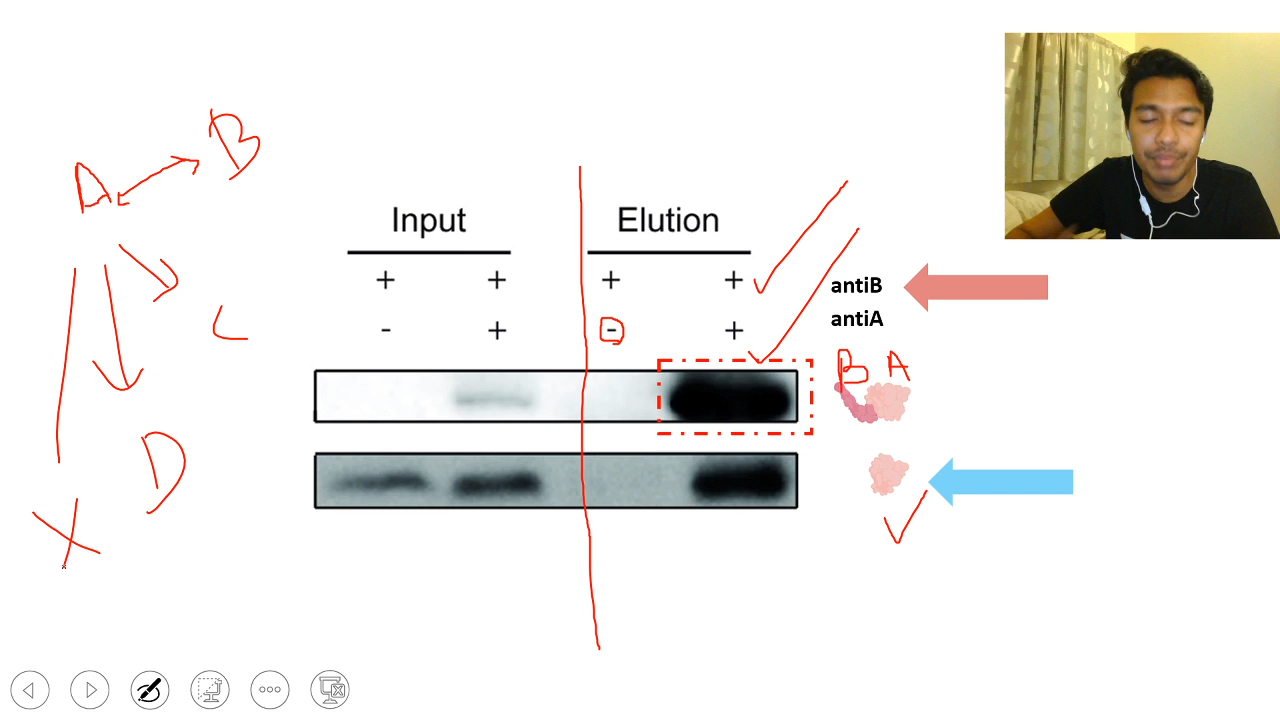 B
A
Input Elution
+ + + +
antiB
- + - +
antiA
B A
C
D
X